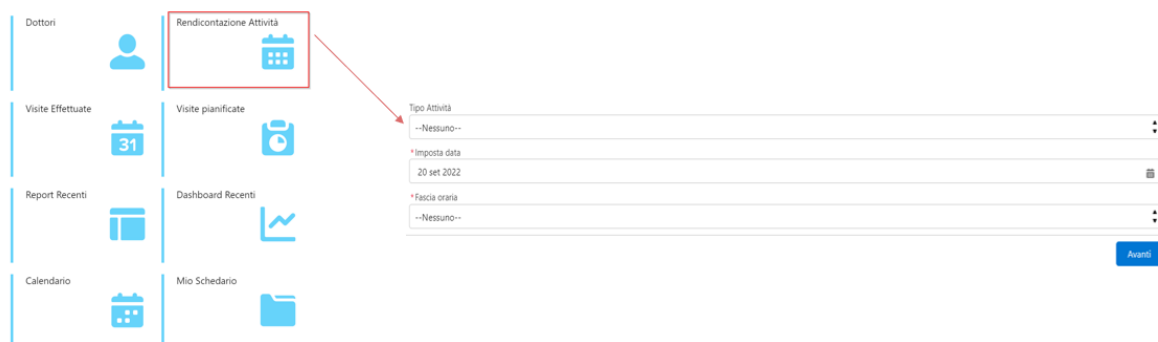 Dottori
Rendicontazione Attività
Visite Effettuate
31
Visite pianificate
Report Recenti
Dashboard Recenti
Calendario
Mio Schedario
Tipo Attività
--Nessuno--
*Imposta data
20 set 2022
*Fascia oraria
--Nessuno--
Avanti